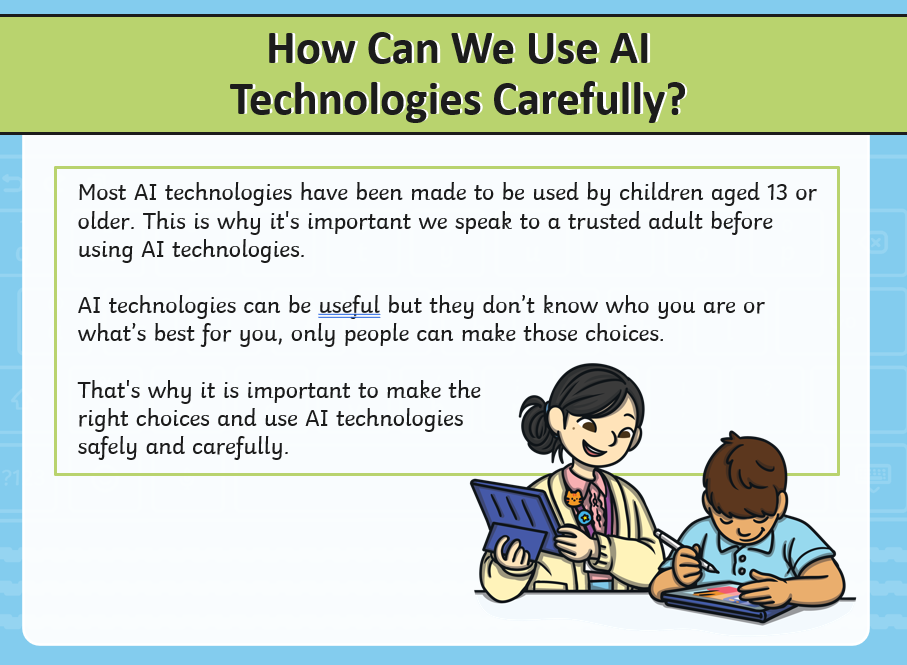 How Can We Use AI
Technologies Carefully?
Most AI technologies have been made to be used by children aged 13 or
older. This is why it's important we speak to a trusted adult before
using AI technologies.
AI technologies can be useful but they don’t know who you are or
what’s best for you, only people can make those choices.
That's why it is important to make the
right choices and use AI technologies
safely and carefully.
?1